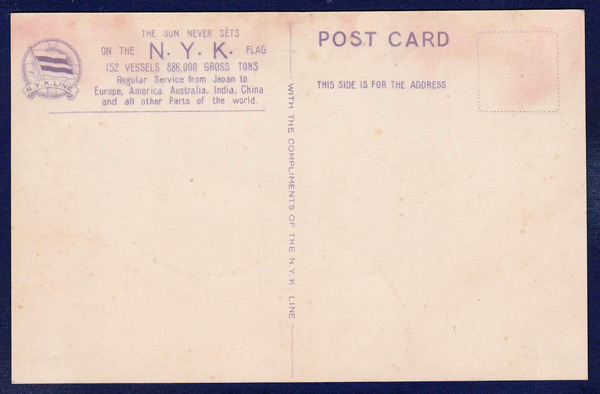 THE SUN NEVER SETS
ON THE N. Y. K. FLAG
152 VESSELS 886,000 GROSS TONS
Regular Service from Japan to
Europe, America, Australia, India, China
and all other Parts of the world.
N.Y.K. LINE
WITH THE COMPLIMENTS OF THE N.Y.K. LINE
POST CARD
THIS SIDE IS FOR THE ADDRESS